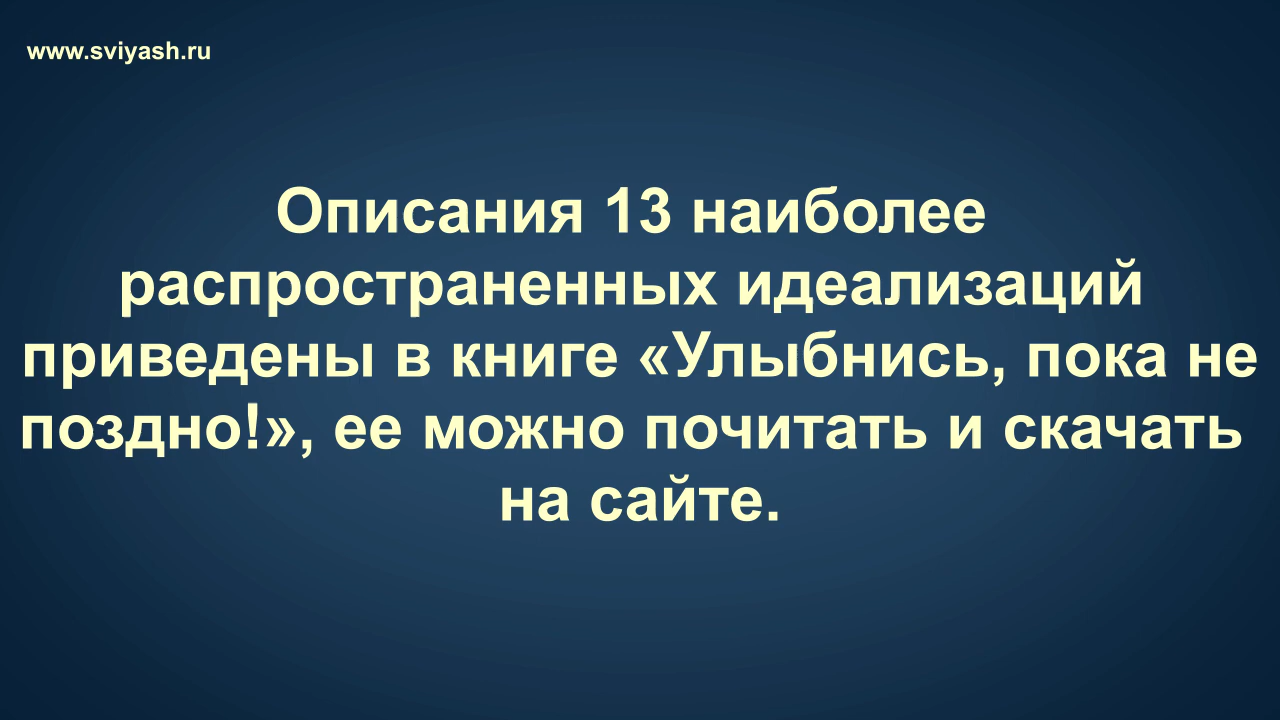 www.sviyash.ru
Описания 13 наиболее
распространенных идеализаций
приведены в книге «Улыбнись, пока не
поздно!», ее можно почитать и скачать
на сайте.